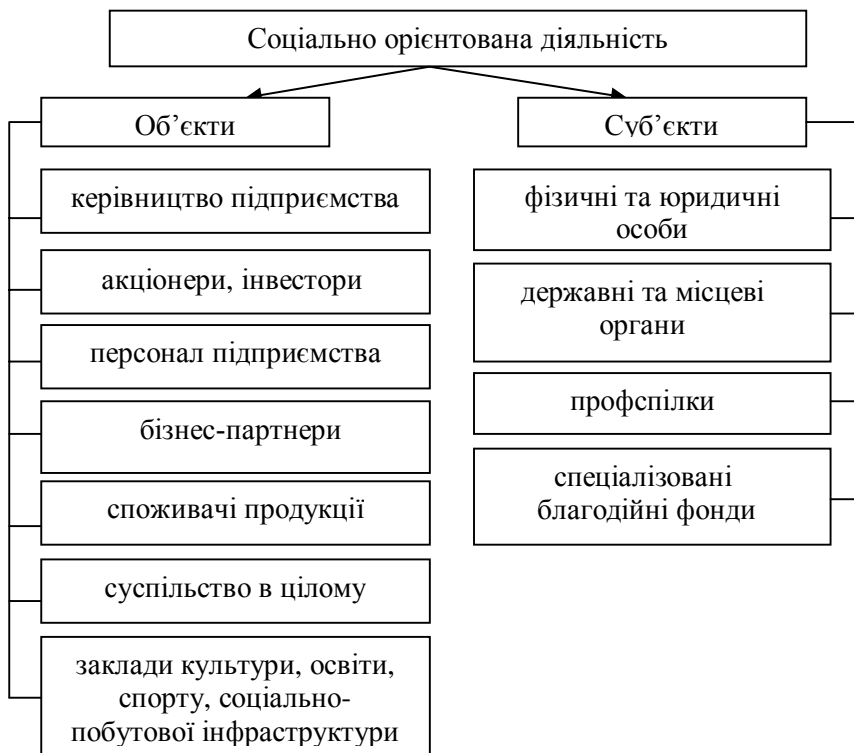 Соціально орієнтована діяльність
Об’єкти
керівництво підприємства
акціонери, інвестори
персонал підприємства
бізнес-партнери
споживачі продукції
суспільство в цілому
заклади культури, освіти,
спорту, соціально-
побутової інфраструктури
Суб’єкти
фізичні та юридичні
особи
державні та місцеві
органи
профспілки
спеціалізовані
благодійні фонди